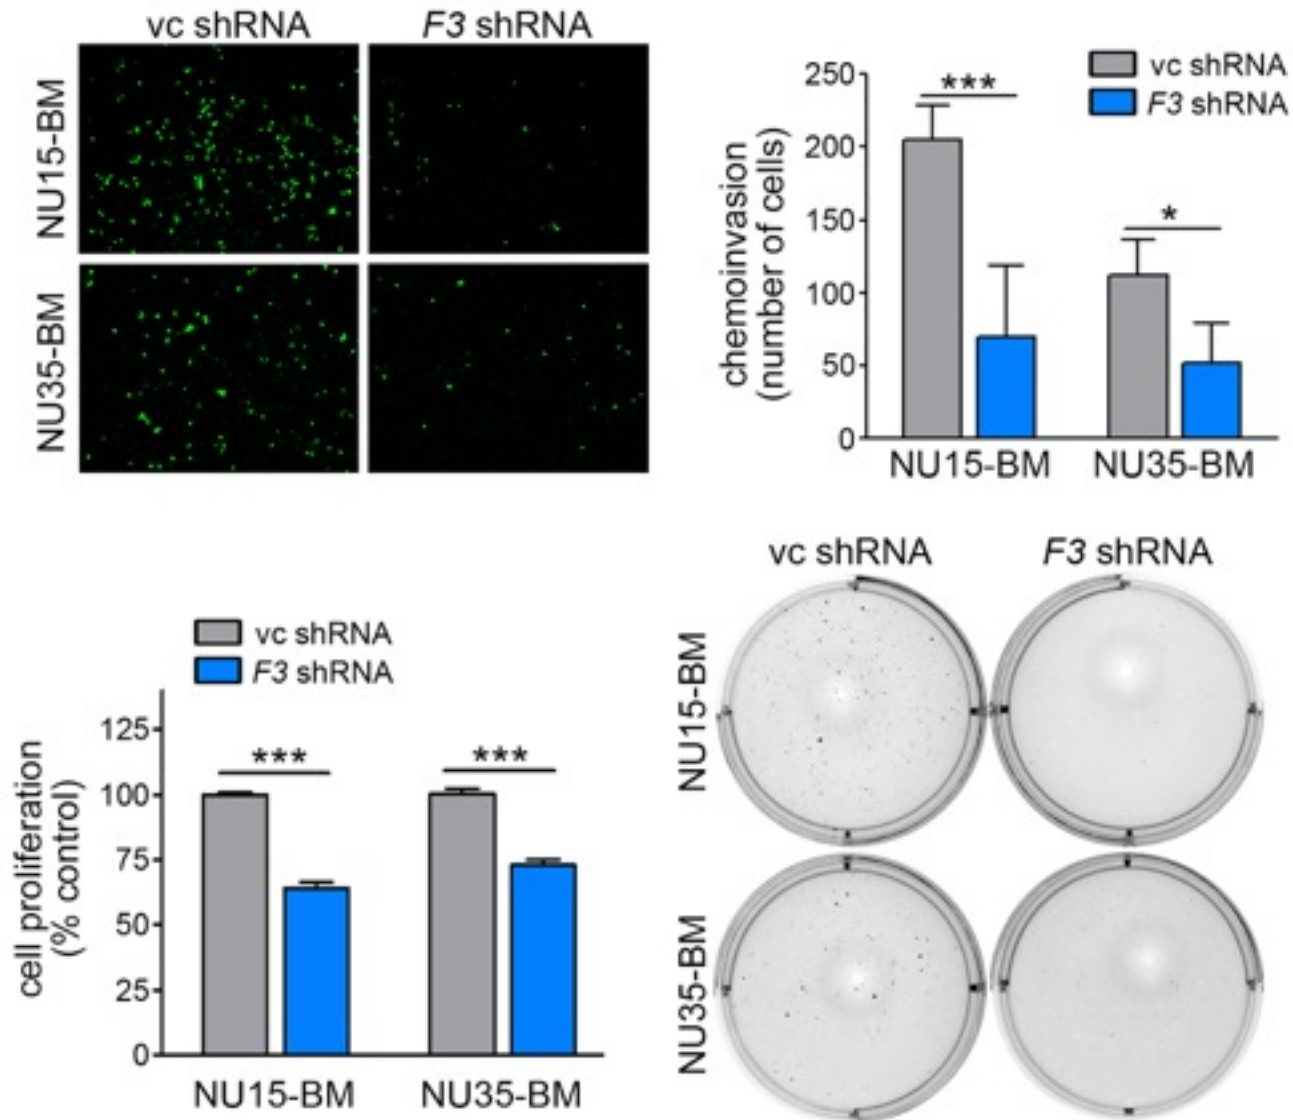 vc shRNA F3 shRNA
NU15-BM
NU35-BM
vc shRNA
F3 shRNA
chemoinvasion
(number of cells)
250
200
150
100
50
0
***
*
NU15-BM NU35-BM
vc shRNA
F3 shRNA
cell proliferation
(% control)
125
100
75
50
25
0
***
***
NU15-BM NU35-BM
vc shRNA F3 shRNA
NU15-BM
NU35-BM